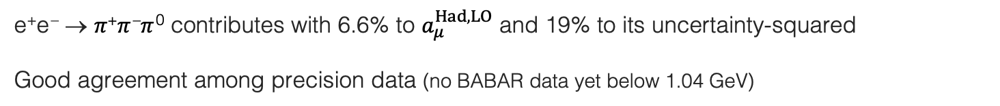 e⁺e⁻ → π⁺π⁻π⁰ contributes with 6.6% to aμ^Had,LO and 19% to its uncertainty-squared
Good agreement among precision data (no BABAR data yet below 1.04 GeV)